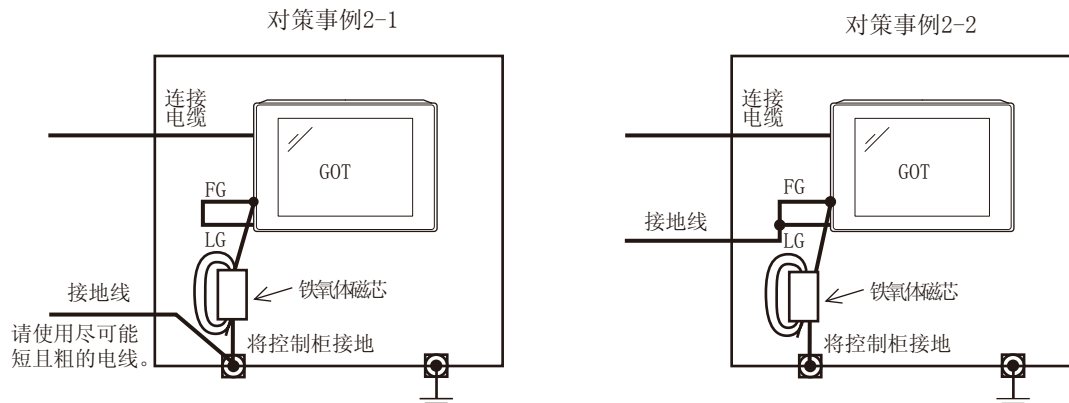 对策事例2-1
连接
电缆
GOT
FG
LG
接地线
铁氧体磁芯
请使用尽可能
短且粗的电线。
将控制柜接地
对策事例2-2
连接
电缆
GOT
FG
接地线
LG
铁氧体磁芯
将控制柜接地